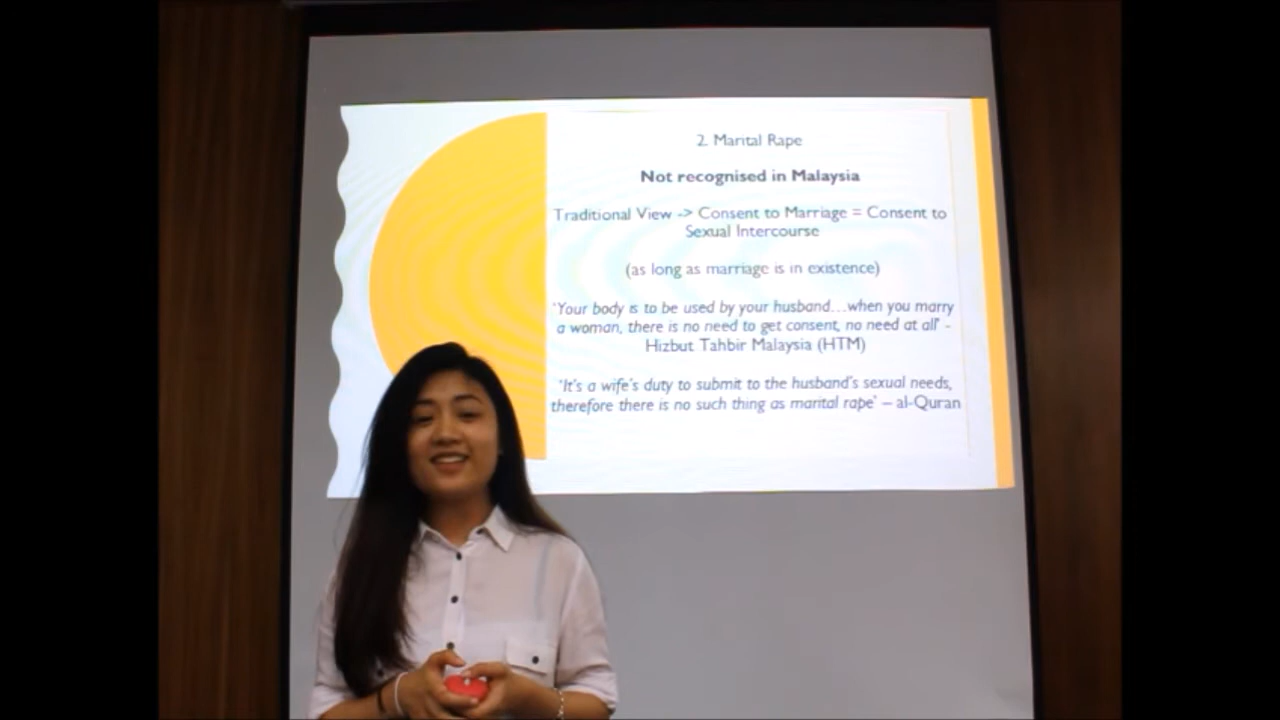 2. Marital Rape
Not recognised in Malaysia
Traditional View -> Consent to Marriage = Consent to
Sexual Intercourse
(as long as marriage is in existence)
'Your body is to be used by your husband…when you marry
a woman, there is no need to get consent, no need at all' -
Hizbut Tahbir Malaysia (HTM)
'It's a wife's duty to submit to the husband's sexual needs,
therefore there is no such thing as marital rape' – al-Quran